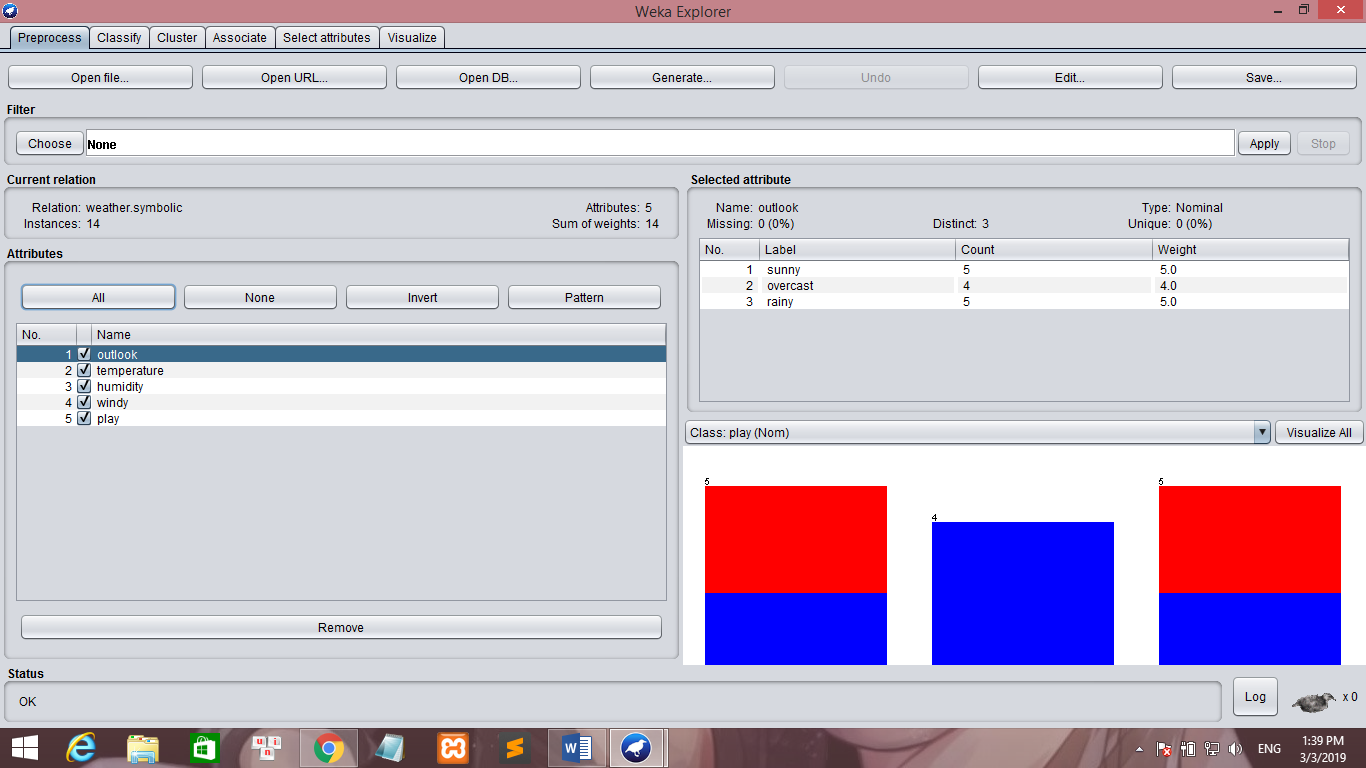 Weka Explorer
Preprocess Classify Cluster Associate Select attributes Visualize
Open file... Open URL... Open DB... Generate... Undo Edit... Save...
Filter
Choose None Apply Stop
Current relation
Relation: weather.symbolic Attributes: 5
Instances: 14 Sum of weights: 14
Attributes
All None Invert Pattern
No. Name
1 outlook
2 temperature
3 humidity
4 windy
5 play
Remove
Selected attribute
Name: outlook Type: Nominal
Missing: 0 (0%) Distinct: 3 Unique: 0 (0%)
No. Label Count Weight
1 sunny 5 5.0
2 overcast 4 4.0
3 rainy 5 5.0
Class: play (Nom) Visualize All
5 4 5
Status
OK Log x 0
ENG 1:39 PM
3/3/2019